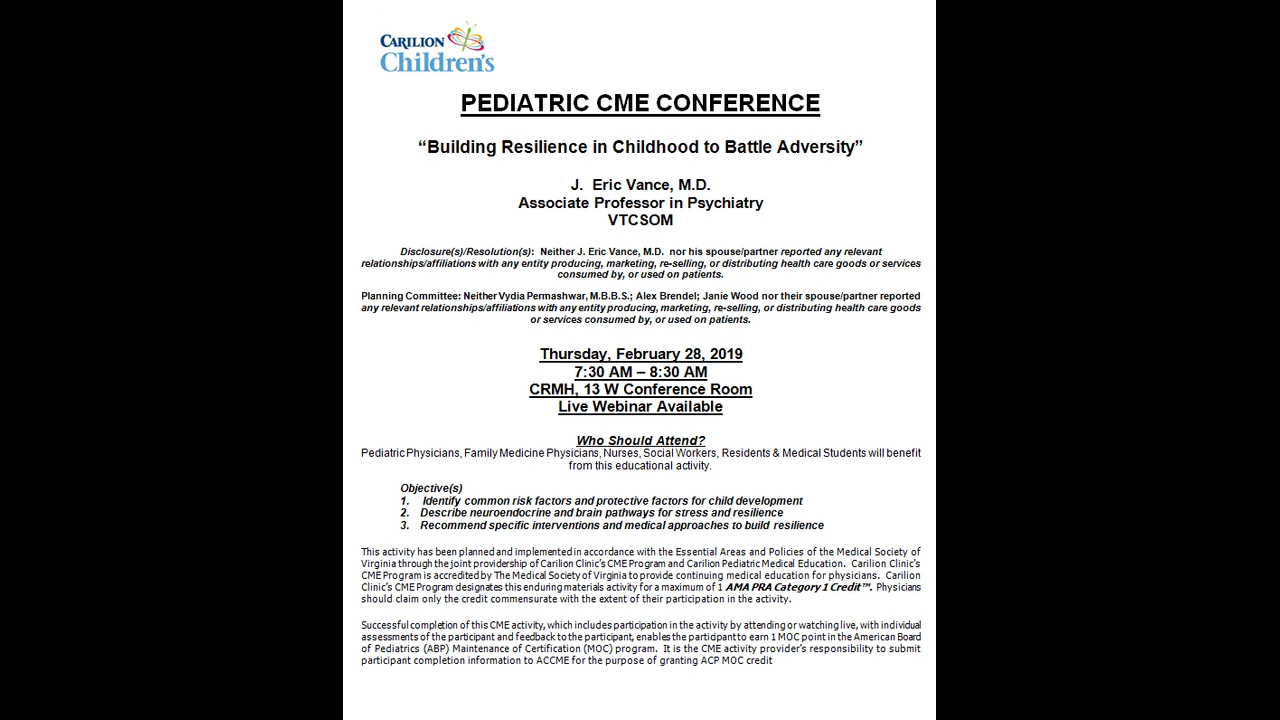 CARILION
Children's
PEDIATRIC CME CONFERENCE
“Building Resilience in Childhood to Battle Adversity”
J. Eric Vance, M.D.
Associate Professor in Psychiatry
VTCSOM
Disclosure(s)/Resolution(s): Neither J. Eric Vance, M.D. nor his spouse/partner reported any relevant
relationships/affiliations with any entity producing, marketing, re-selling, or distributing health care goods or services
consumed by, or used on patients.
Planning Committee: Neither Vydia Permashwar, M.B.B.S.; Alex Brendel; Janie Wood nor their spouse/partner reported
any relevant relationships/affiliations with any entity producing, marketing, re-selling, or distributing health care goods
or services consumed by, or used on patients.
Thursday, February 28, 2019
7:30 AM – 8:30 AM
CRMH, 13 W Conference Room
Live Webinar Available
Who Should Attend?
Pediatric Physicians, Family Medicine Physicians, Nurses, Social Workers, Residents & Medical Students will benefit
from this educational activity.
Objective(s)
1. Identify common risk factors and protective factors for child development
2. Describe neuroendocrine and brain pathways for stress and resilience
3. Recommend specific interventions and medical approaches to build resilience
This activity has been planned and implemented in accordance with the Essential Areas and Policies of the Medical Society of
Virginia through the joint providership of Carilion Clinic's CME Program and Carilion Pediatric Medical Education. Carilion Clinic's
CME Program is accredited by The Medical Society of Virginia to provide continuing medical education for physicians. Carilion
Clinic's CME Program designates this enduring materials activity for a maximum of 1 AMA PRA Category 1 Credit™. Physicians
should claim only the credit commensurate with the extent of their participation in the activity.
Successful completion of this CME activity, which includes participation in the activity by attending or watching live, with individual
assessments of the participant and feedback to the participant, enables the participant to earn 1 MOC point in the American Board
of Pediatrics (ABP) Maintenance of Certification (MOC) program. It is the CME activity provider's responsibility to submit
participant completion information to ACCME for the purpose of granting ACP MOC credit